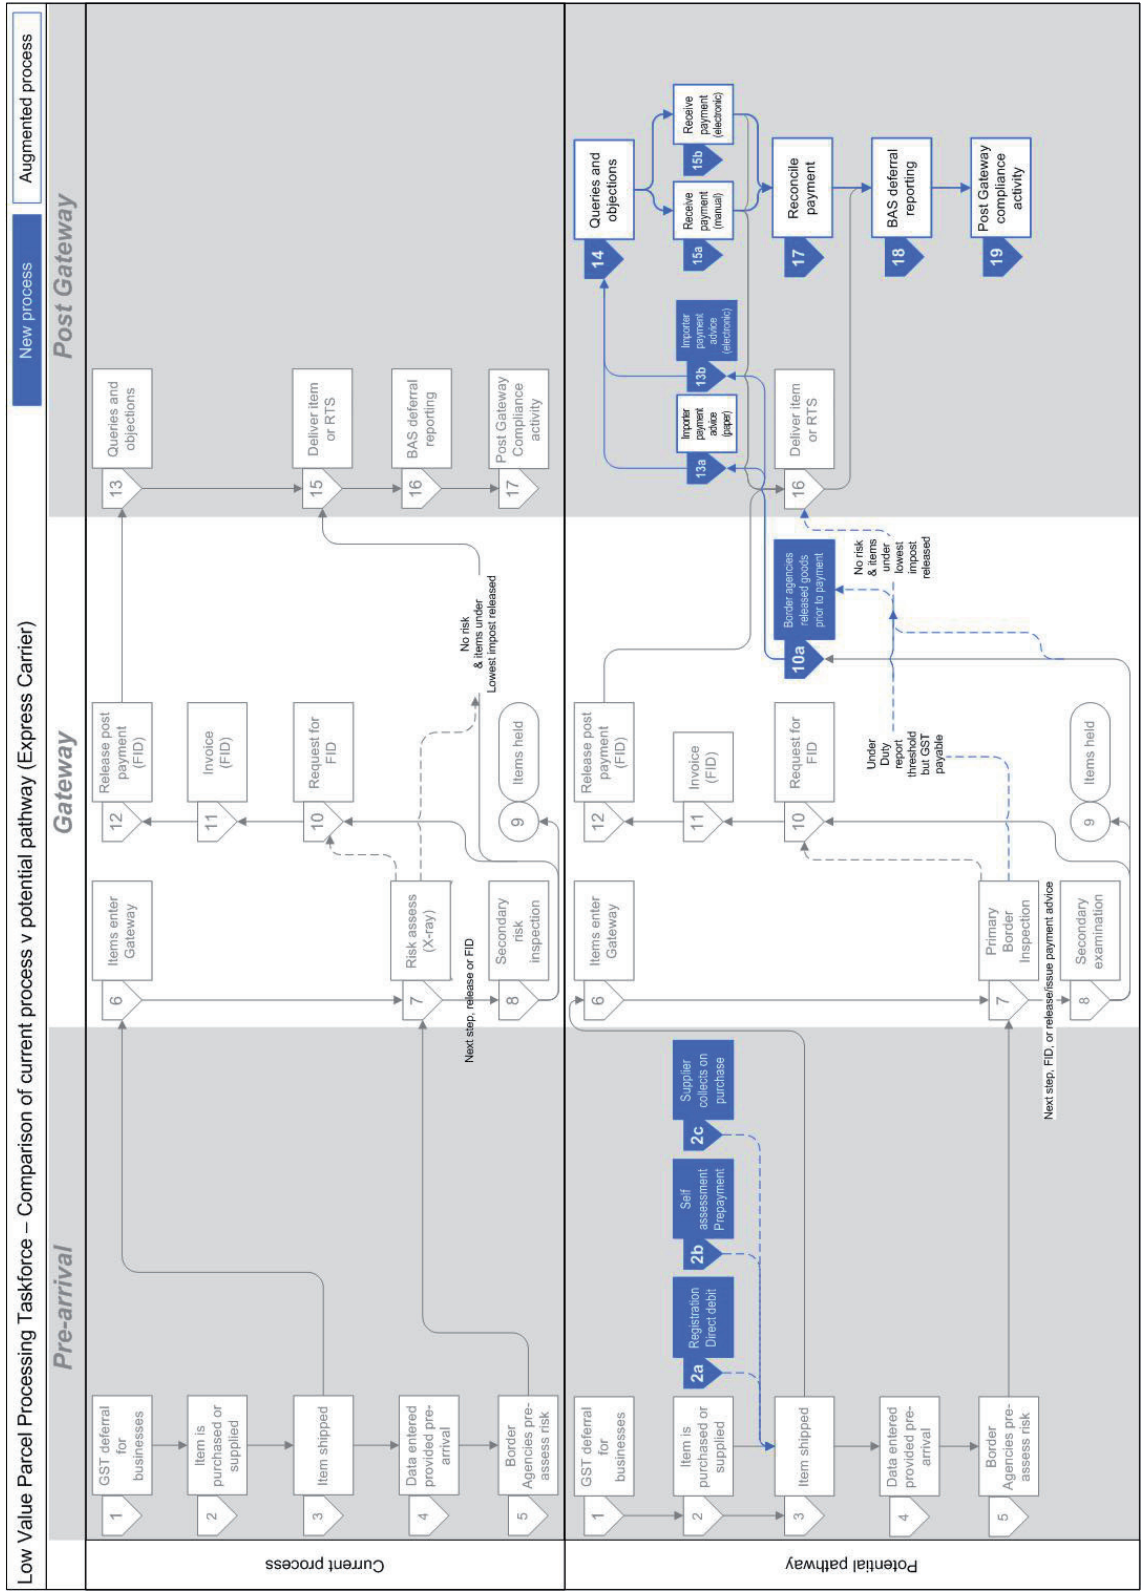 Low Value Parcel Processing Taskforce – Comparison of current process v potential pathway (Express Carrier)
New process
Augmented process
Pre-arrival
Gateway
Post Gateway
Current process
1
GST deferral
for
businesses
2
Item is
purchased or
supplied
3
Item shipped
4
Data entered
provided pre-
arrival
5
Border
Agencies pre-
assess risk
6
Items enter
Gateway
7
Risk assess
(X-ray)
Next step, release or FID
8
Secondary
risk
inspection
9
Items held
10
Request for
FID
11
Invoice
(FID)
12
Release post
payment
(FID)
No risk
& items under
Lowest impost released
13
Queries and
objections
15
Deliver item
or RTS
16
BAS deferral
reporting
17
Post Gateway
Compliance
activity
Potential pathway
1
GST deferral
for
businesses
2
Item is
purchased or
supplied
2a
Registration
Direct debit
2b
Self
assessment
Prepayment
2c
Supplier
collects on
purchase
3
Item shipped
4
Data entered
provided pre-
arrival
5
Border
Agencies pre-
assess risk
6
Items enter
Gateway
7
Primary
Border
Inspection
Next step, FID, or release/issue payment advice
8
Secondary
examination
9
Items held
10
Request for
FID
11
Invoice
(FID)
12
Release post
payment
(FID)
Under
Duty
report
threshold
but GST
payable
10a
Border agencies
released goods
prior to payment
No risk
& items
under
lowest
impost
released
13a
Importer
payment
advice
(paper)
13b
Importer
payment
advice
(electronic)
14
Queries and
objections
15a
Receive
payment
(manual)
15b
Receive
payment
(electronic)
16
Deliver item
or RTS
17
Reconcile
payment
18
BAS deferral
reporting
19
Post Gateway
compliance
activity